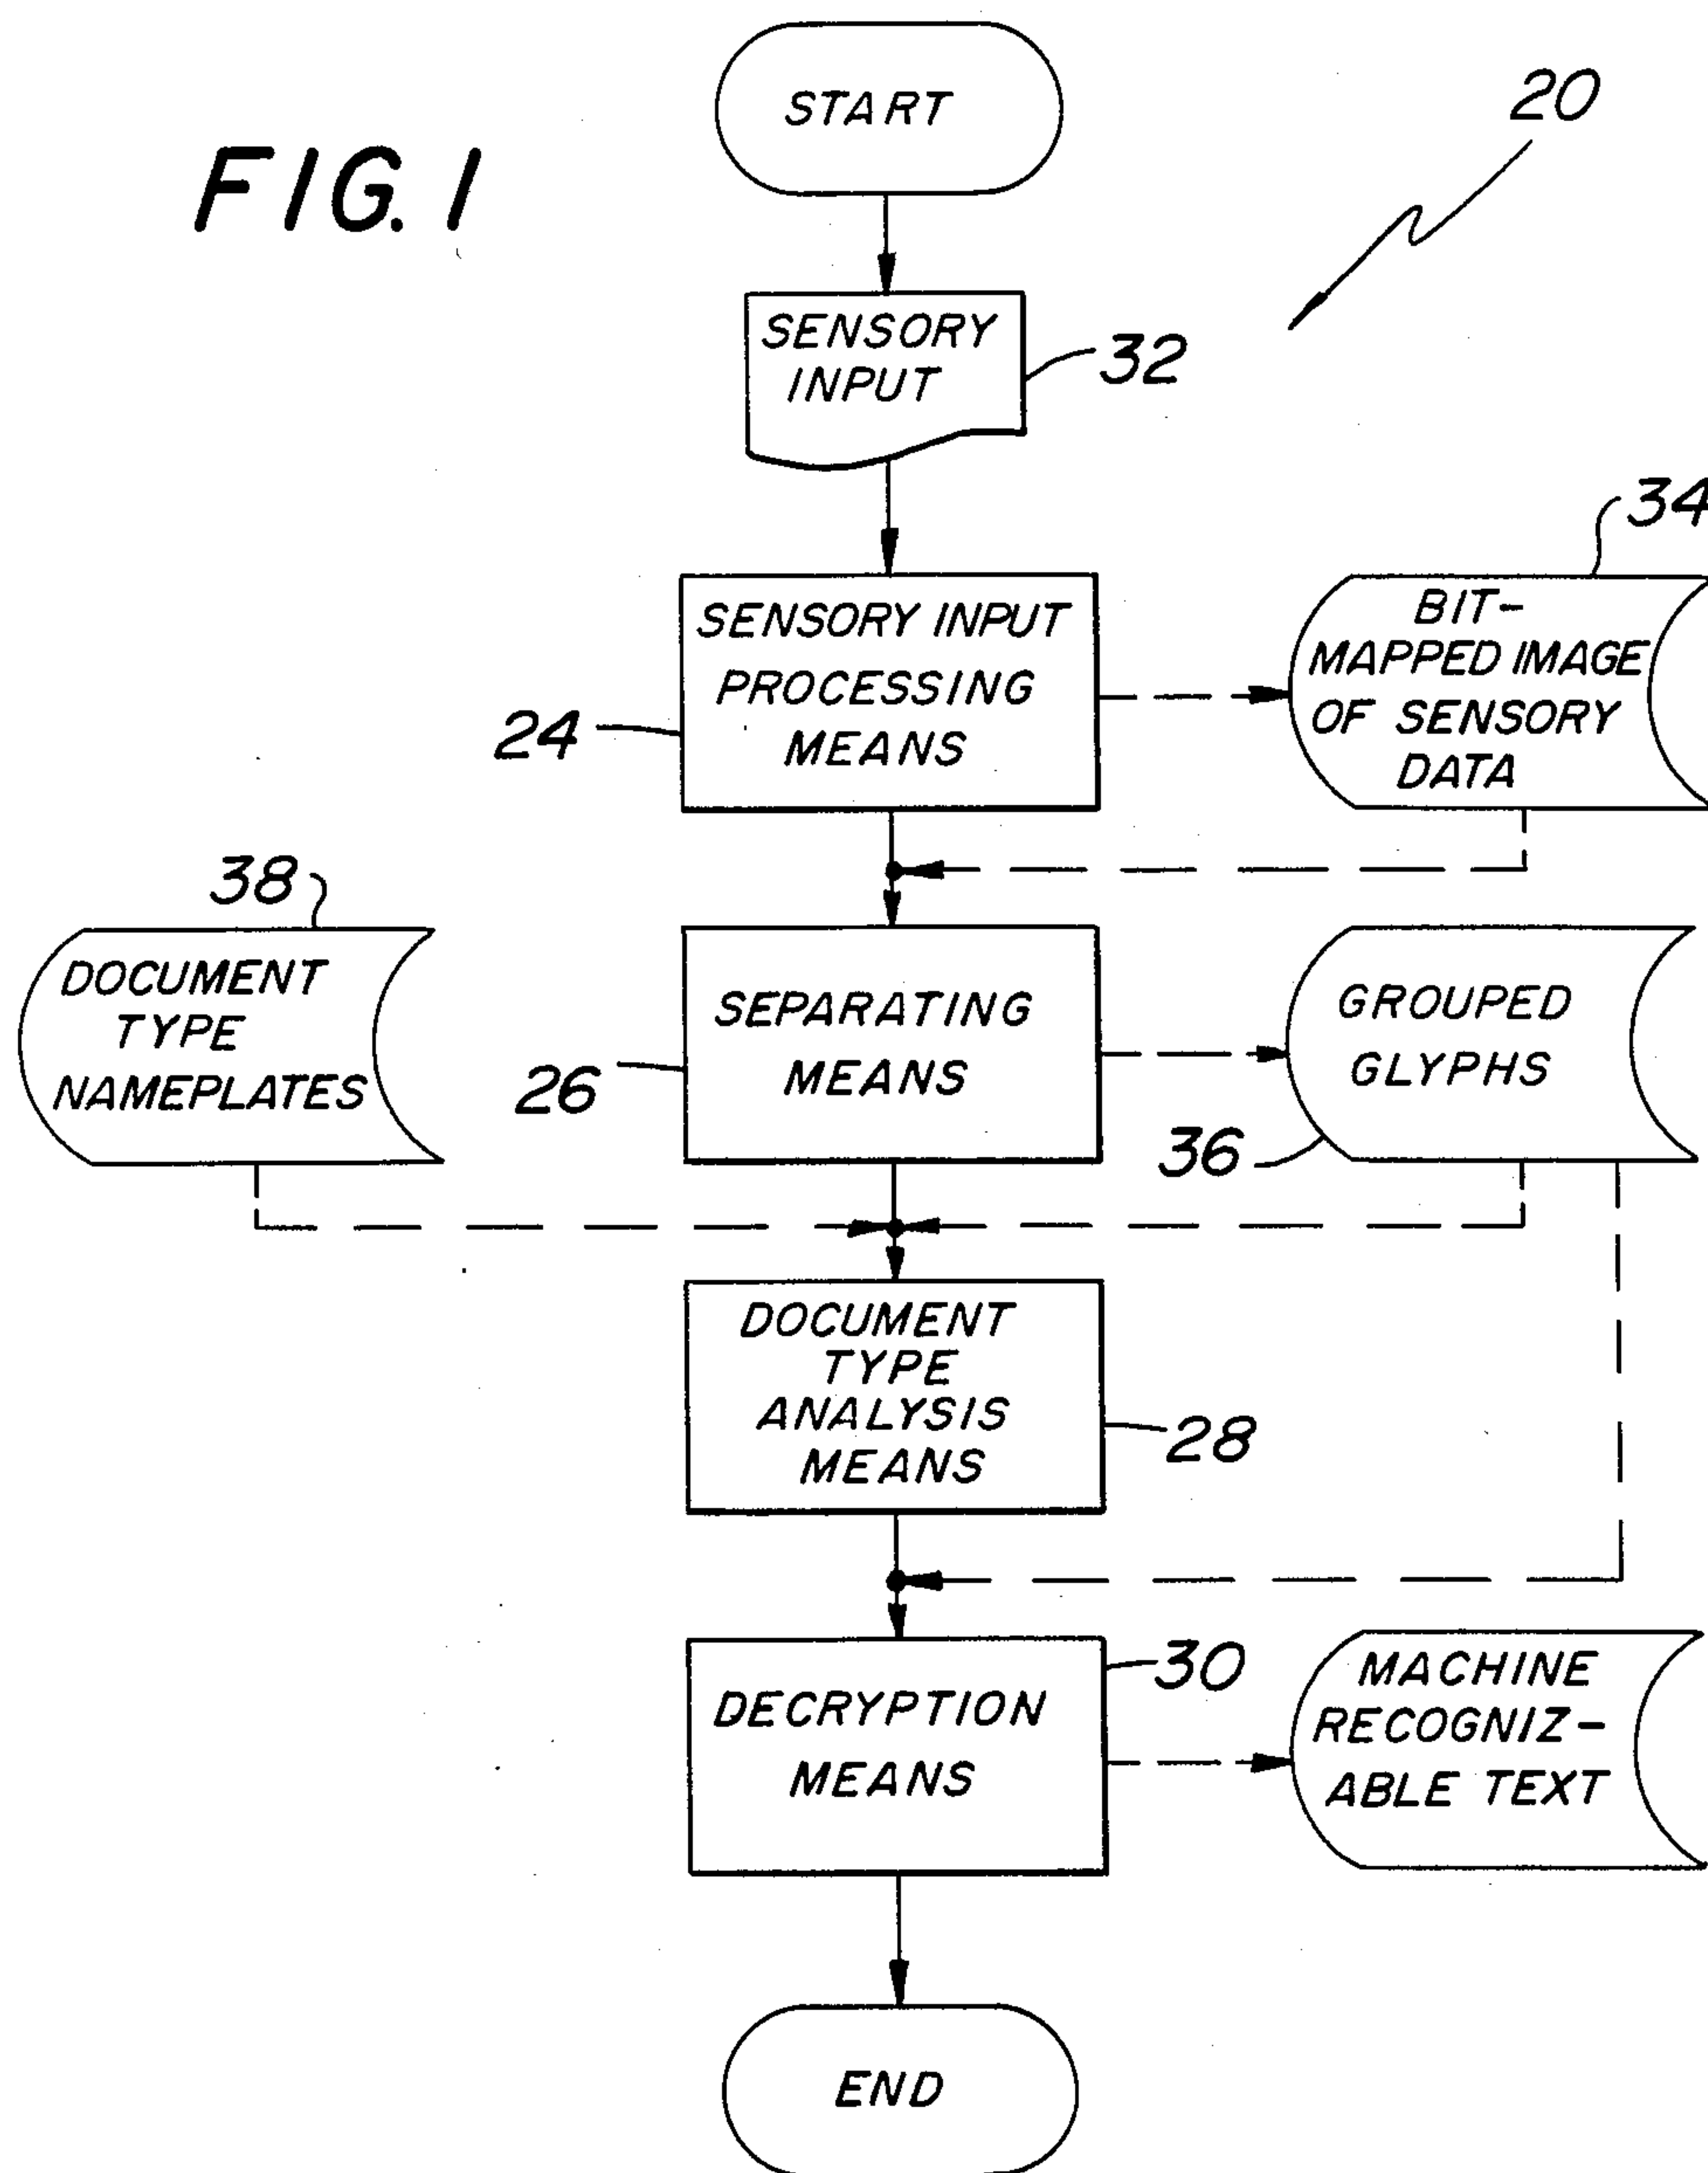 FIG. 1
START
20
SENSORY
INPUT
32
SENSORY INPUT
PROCESSING
MEANS
24
34
BIT-
MAPPED IMAGE
OF SENSORY
DATA
38
DOCUMENT
TYPE
NAMEPLATES
SEPARATING
MEANS
26
GROUPED
GLYPHS
36
DOCUMENT
TYPE
ANALYSIS
MEANS
28
DECRYPTION
MEANS
30
MACHINE
RECOGNIZ-
ABLE TEXT
END